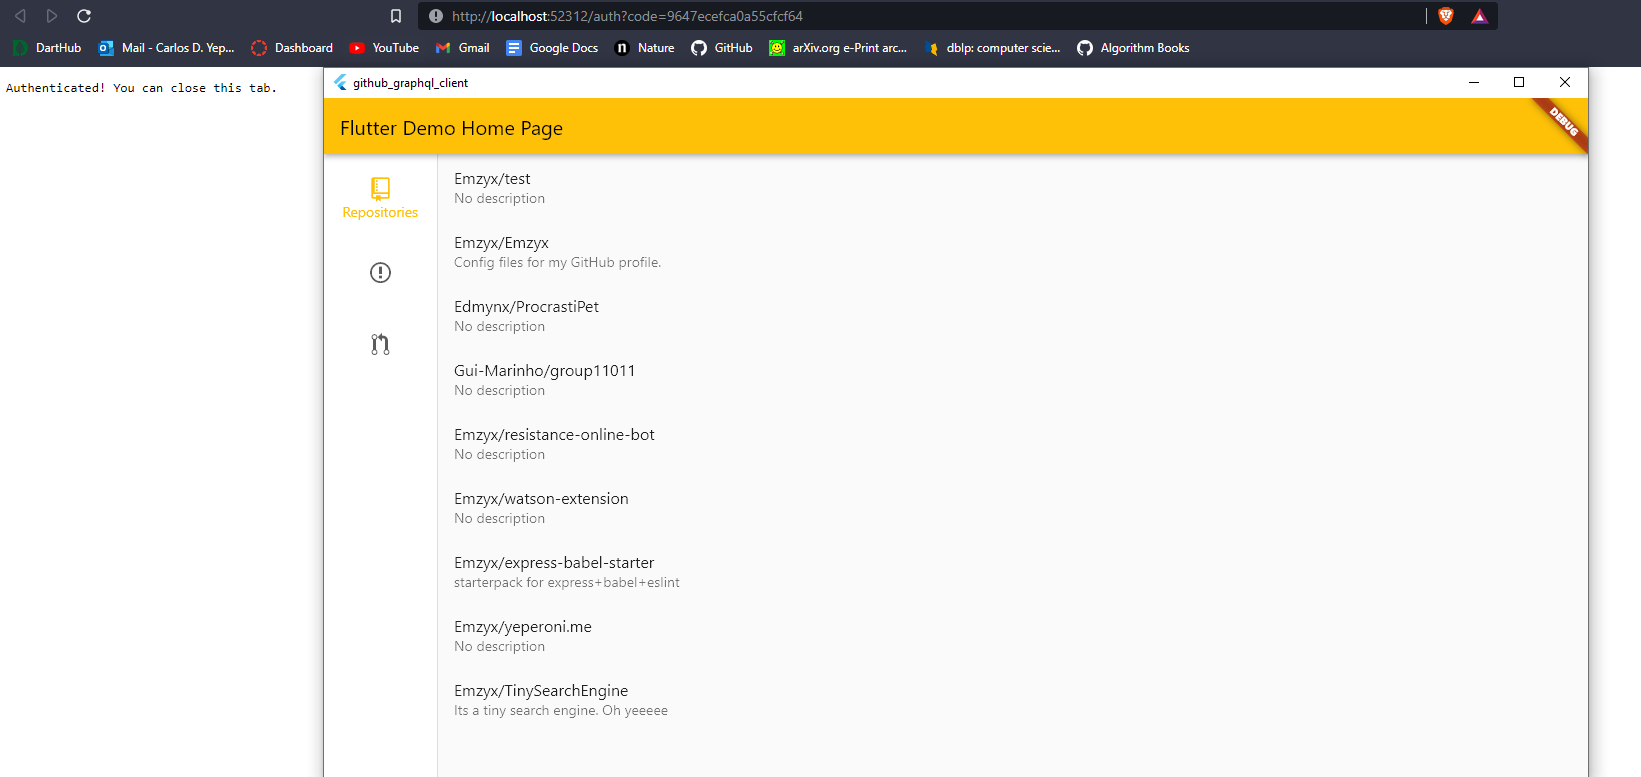 http://localhost:52312/auth?code=9647ecefca0a55cfcf64
DartHub Mail - Carlos D. Yep... Dashboard YouTube Gmail Google Docs Nature GitHub arXiv.org e-Print arc... dblp: computer scie... Algorithm Books
Authenticated! You can close this tab.
github_graphql_client
Flutter Demo Home Page
DEBUG
Repositories
Emzyx/test
No description
Emzyx/Emzyx
Config files for my GitHub profile.
Edmynx/ProcrastiPet
No description
Gui-Marinho/group11011
No description
Emzyx/resistance-online-bot
No description
Emzyx/watson-extension
No description
Emzyx/express-babel-starter
starterpack for express+babel+eslint
Emzyx/yeperoni.me
No description
Emzyx/TinySearchEngine
Its a tiny search engine. Oh yeeeee